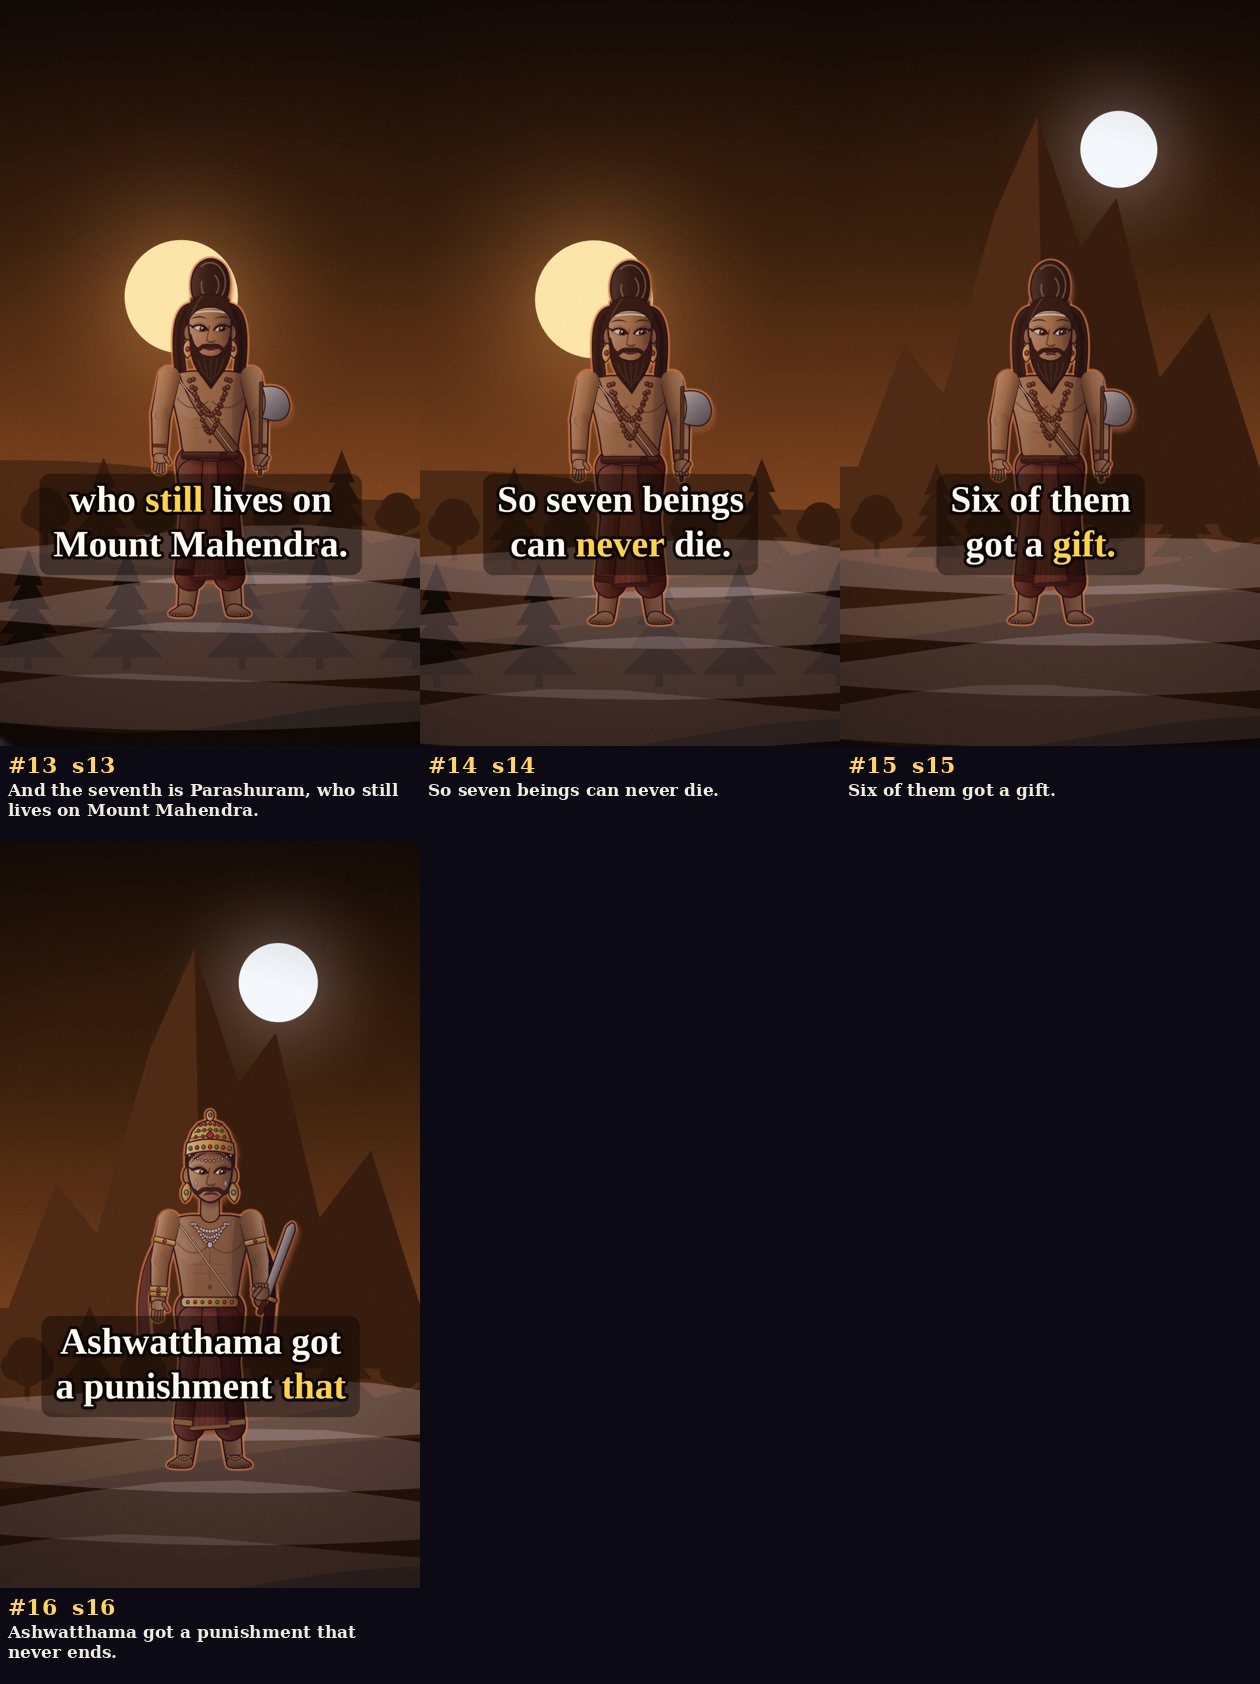 who still lives on
Mount Mahendra.
#13 s13
And the seventh is Parashuram, who still
lives on Mount Mahendra.
So seven beings
can never die.
#14 s14
So seven beings can never die.
Six of them
got a gift.
#15 s15
Six of them got a gift.
Ashwatthama got
a punishment that
#16 s16
Ashwatthama got a punishment that
never ends.